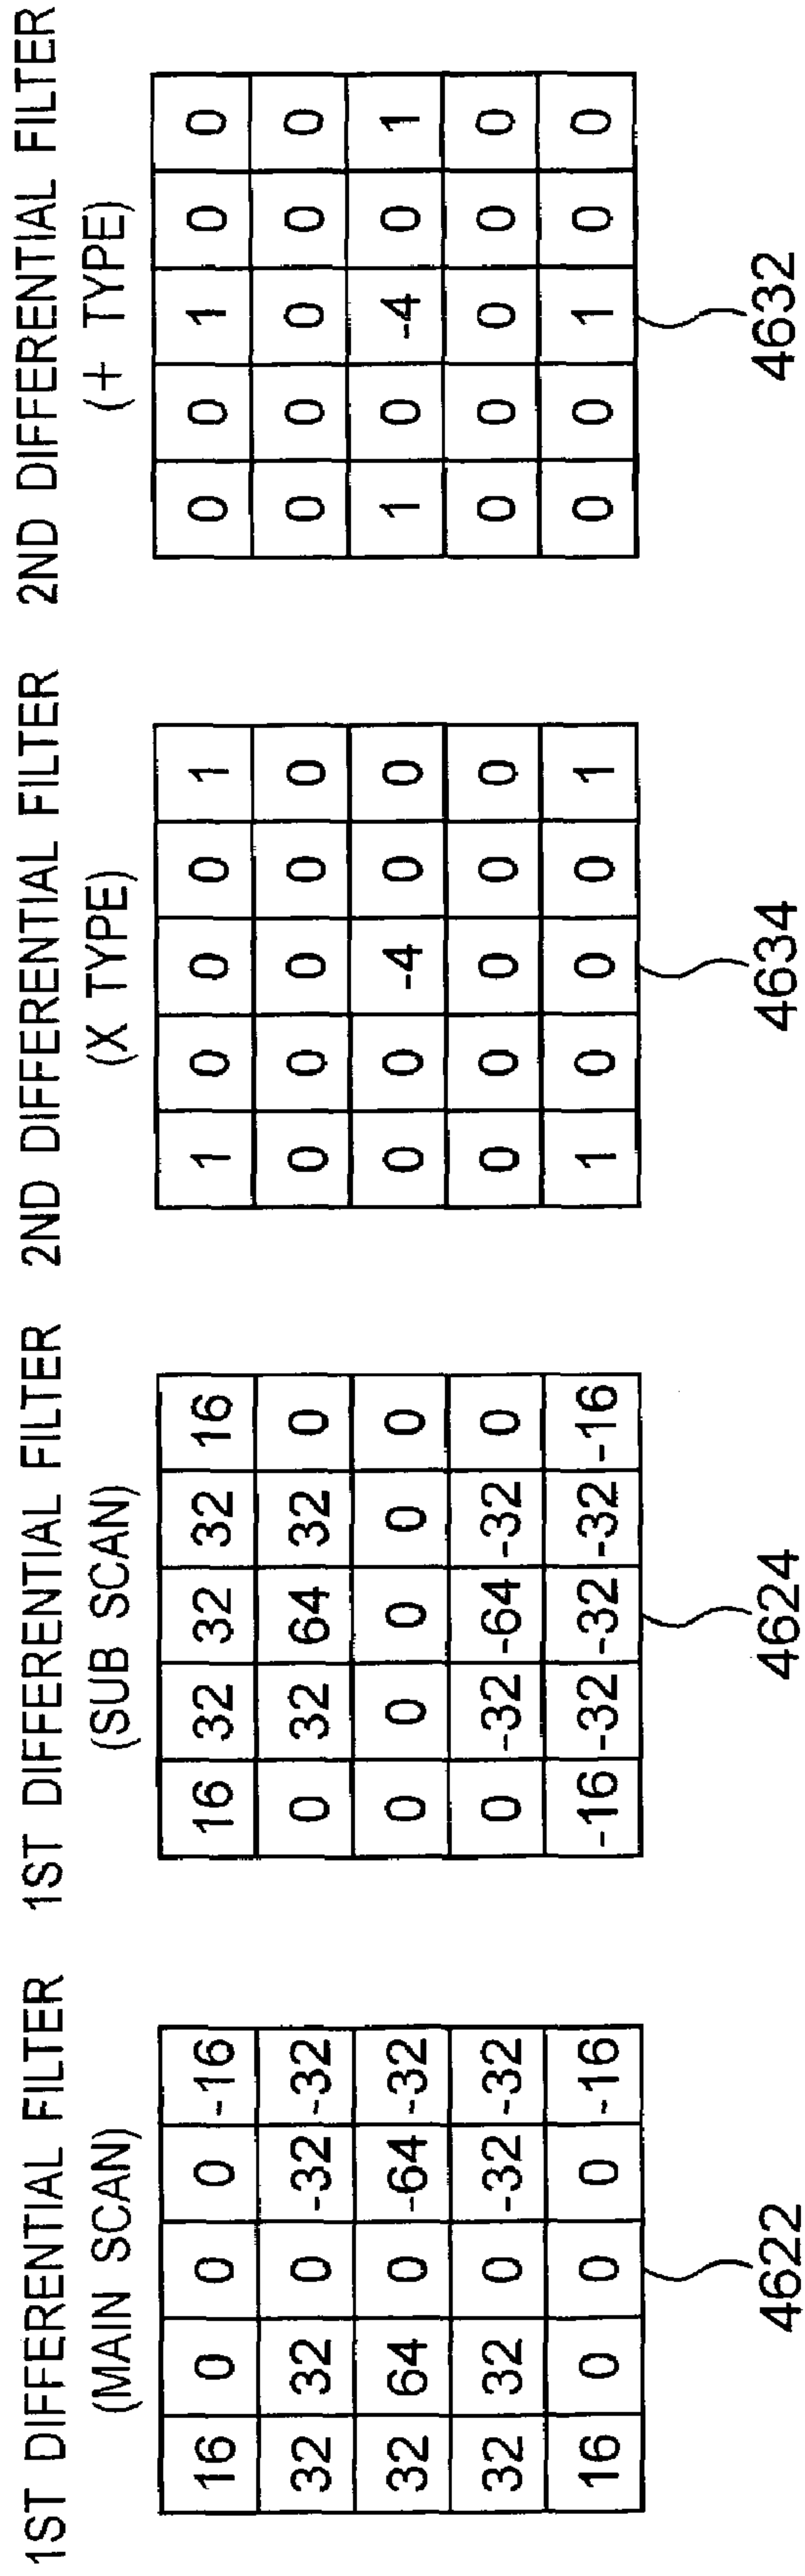 1ST DIFFERENTIAL FILTER
(MAIN SCAN)
16 0 0 0 -16
32 32 0 -32 -32
32 64 0 -64 -32
32 32 0 -32 -32
16 0 0 0 -16
4622
1ST DIFFERENTIAL FILTER
(SUB SCAN)
16 32 32 32 16
0 32 64 32 0
0 0 0 0 0
0 -32 -64 -32 0
-16 -32 -32 -32 -16
4624
2ND DIFFERENTIAL FILTER
(X TYPE)
1 0 0 0 1
0 0 0 0 0
0 0 -4 0 0
0 0 0 0 0
1 0 0 0 1
4634
2ND DIFFERENTIAL FILTER
(+ TYPE)
0 0 1 0 0
0 0 0 0 0
1 0 -4 0 1
0 0 0 0 0
0 0 1 0 0
4632